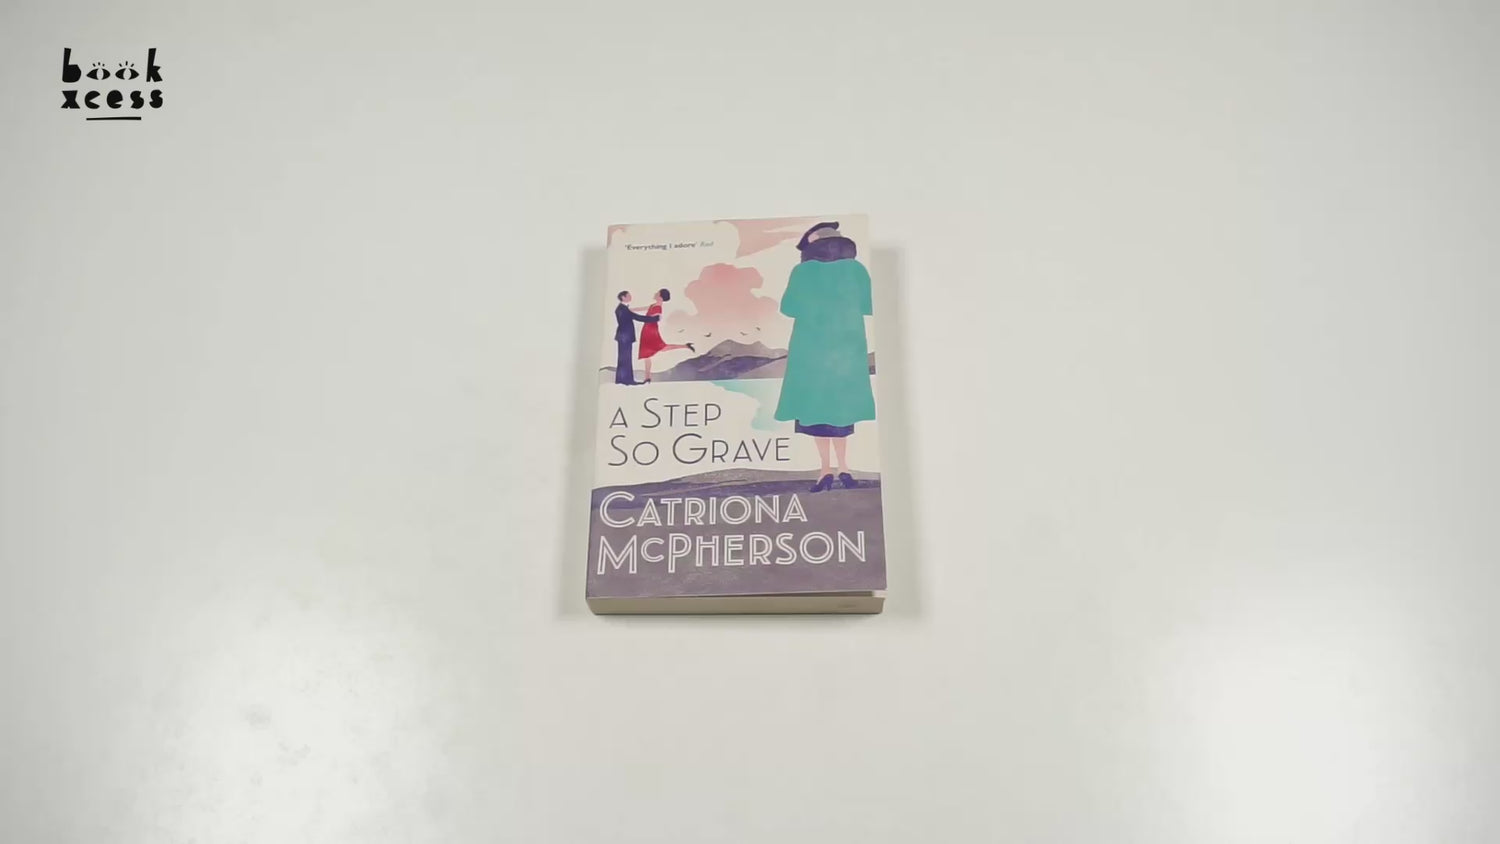 book
xcess
'Everything I adore' Red
A STEP
SO GRAVE
CATRIONA
McPHERSON